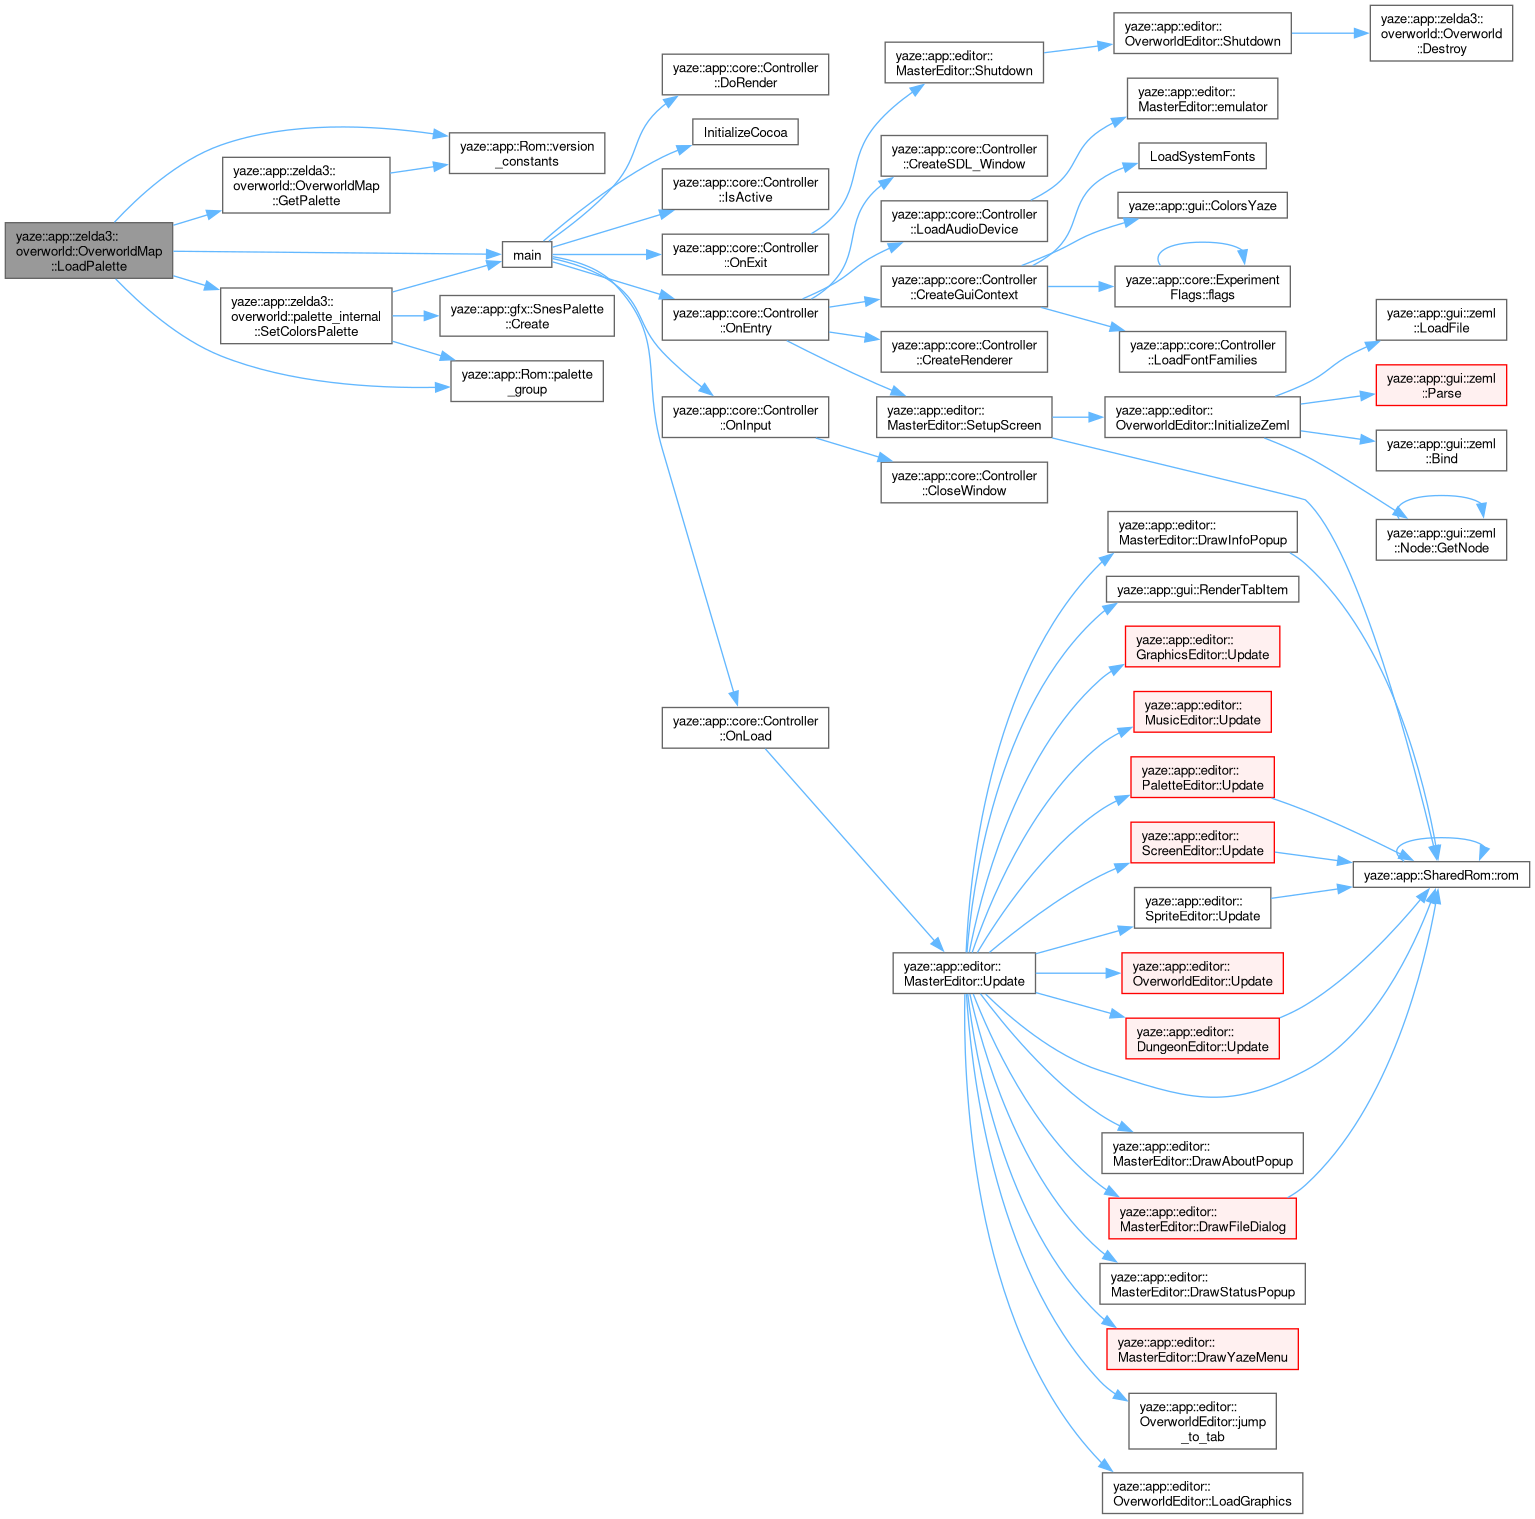 yaze::app::zelda3::
overworld::OverworldMap
::LoadPalette
yaze::app::Rom::version
_constants
yaze::app::zelda3::
overworld::OverworldMap
::GetPalette
main
yaze::app::zelda3::
overworld::palette_internal
::SetColorsPalette
yaze::app::gfx::SnesPalette
::Create
yaze::app::Rom::palette
_group
yaze::app::core::Controller
::DoRender
InitializeCocoa
yaze::app::core::Controller
::IsActive
yaze::app::core::Controller
::OnExit
yaze::app::core::Controller
::OnEntry
yaze::app::core::Controller
::OnInput
yaze::app::core::Controller
::OnLoad
yaze::app::editor::
MasterEditor::Shutdown
yaze::app::editor::
OverworldEditor::Shutdown
yaze::app::zelda3::
overworld::Overworld
::Destroy
yaze::app::core::Controller
::CreateSDL_Window
yaze::app::core::Controller
::LoadAudioDevice
yaze::app::editor::
MasterEditor::emulator
yaze::app::core::Controller
::CreateGuiContext
LoadSystemFonts
yaze::app::gui::ColorsYaze
yaze::app::core::Experiment
Flags::flags
yaze::app::core::Controller
::LoadFontFamilies
yaze::app::core::Controller
::CreateRenderer
yaze::app::editor::
MasterEditor::SetupScreen
yaze::app::editor::
OverworldEditor::InitializeZeml
yaze::app::gui::zeml
::LoadFile
yaze::app::gui::zeml
::Parse
yaze::app::gui::zeml
::Bind
yaze::app::gui::zeml
::Node::GetNode
yaze::app::core::Controller
::CloseWindow
yaze::app::editor::
MasterEditor::Update
yaze::app::editor::
MasterEditor::DrawInfoPopup
yaze::app::gui::RenderTabItem
yaze::app::editor::
GraphicsEditor::Update
yaze::app::editor::
MusicEditor::Update
yaze::app::editor::
PaletteEditor::Update
yaze::app::editor::
ScreenEditor::Update
yaze::app::SharedRom::rom
yaze::app::editor::
SpriteEditor::Update
yaze::app::editor::
OverworldEditor::Update
yaze::app::editor::
DungeonEditor::Update
yaze::app::editor::
MasterEditor::DrawAboutPopup
yaze::app::editor::
MasterEditor::DrawFileDialog
yaze::app::editor::
MasterEditor::DrawStatusPopup
yaze::app::editor::
MasterEditor::DrawYazeMenu
yaze::app::editor::
OverworldEditor::jump
_to_tab
yaze::app::editor::
OverworldEditor::LoadGraphics